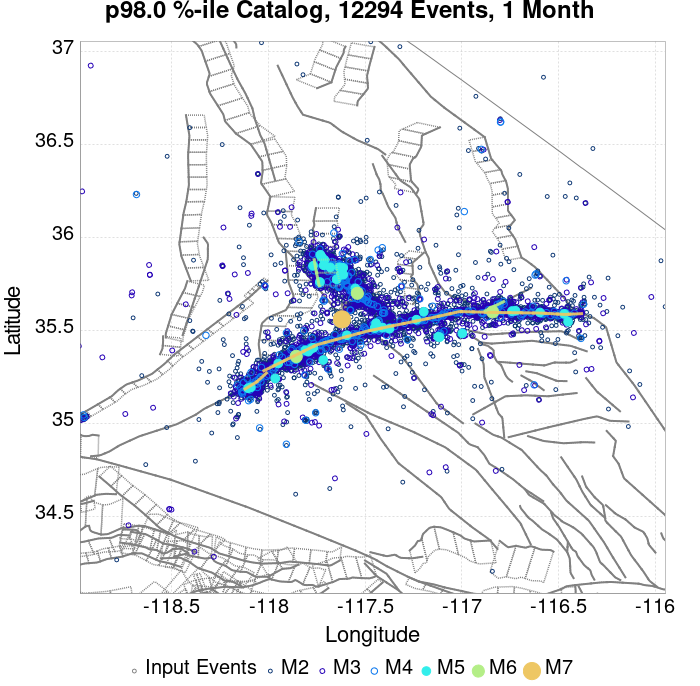 p98.0 %-ile Catalog, 12294 Events, 1 Month
37
36.5
36
35.5
35
34.5
Latitude
-118.5 -118 -117.5 -117 -116.5 -116
Longitude
Input Events M2 M3 M4 M5 M6 M7